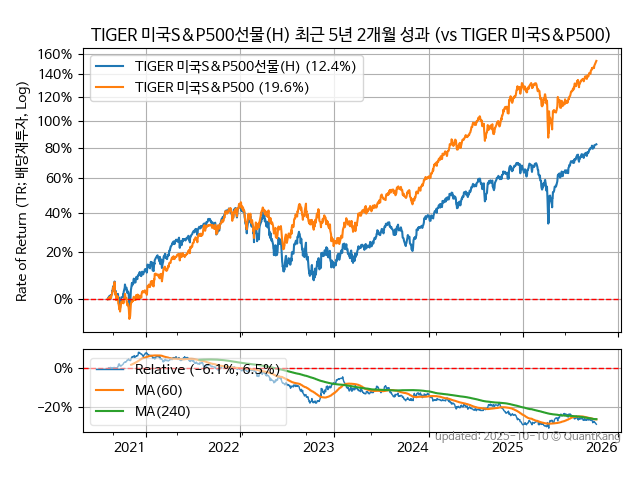 TIGER 미국S&P500선물(H) 최근 5년 2개월 성과 (vs TIGER 미국S&P500)
Rate of Return (TR: 배당재투자, Log)
160%
140%
120%
100%
80%
60%
40%
20%
0%
TIGER 미국S&P500선물(H) (12.4%)
TIGER 미국S&P500 (19.6%)
0%
−20%
Relative (−6.1%, 6.5%)
MA(60)
MA(240)
updated: 2025-10-10 © QuantKang
2021 2022 2023 2024 2025 2026